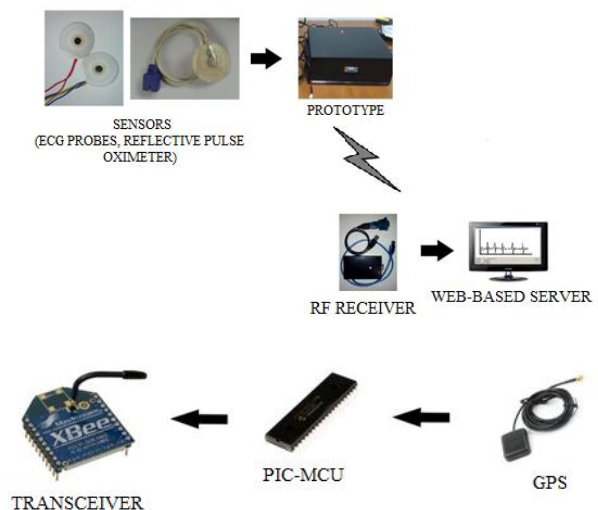 SENSORS
(ECG PROBES, REFLECTIVE PULSE
OXIMETER)
PROTOTYPE
RF RECEIVER
WEB-BASED SERVER
XBee
TRANSCEIVER
PIC-MCU
GPS